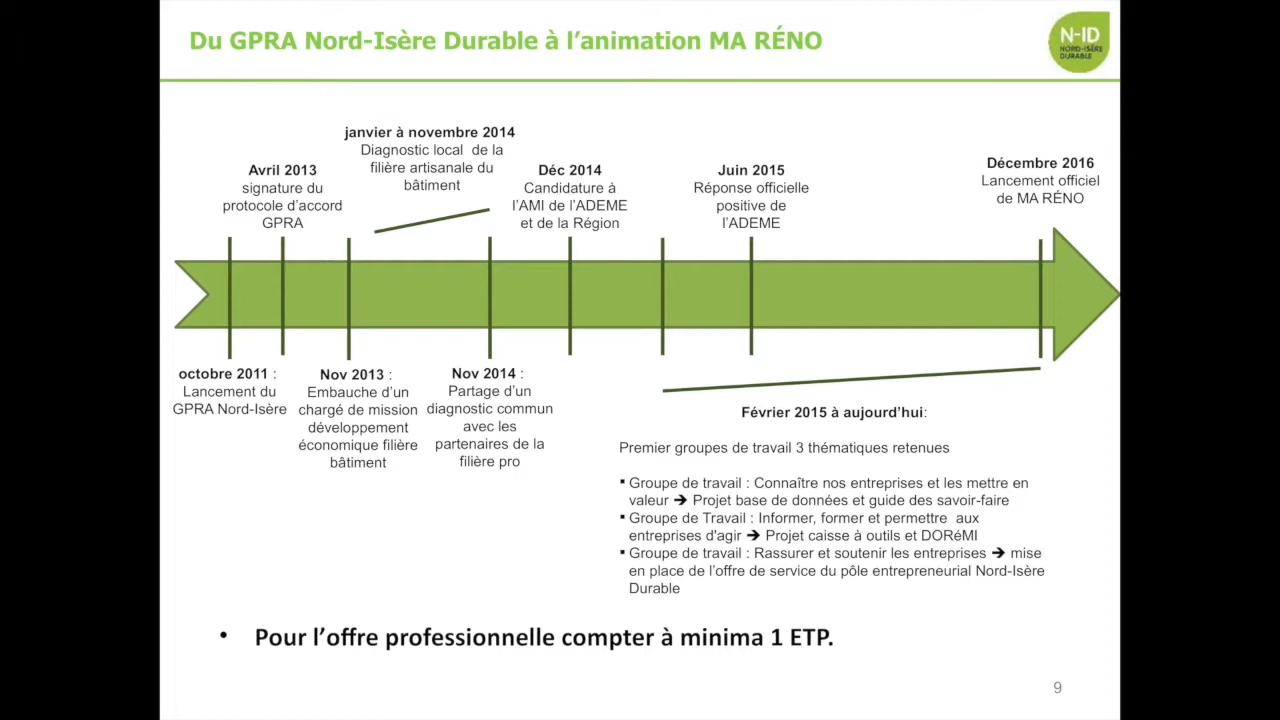 Du GPRA Nord-Isère Durable à l’animation MA RÉNO
N-ID
NORD-ISÈRE
DURABLE
janvier à novembre 2014
Diagnostic local de la
filière artisanale du
bâtiment
Avril 2013
signature du
protocole d’accord
GPRA
Déc 2014
Candidature à
l’AMI de l’ADEME
et de la Région
Juin 2015
Réponse officielle
positive de
l’ADEME
Décembre 2016
Lancement officiel
de MA RÉNO
octobre 2011 :
Lancement du
GPRA Nord-Isère
Nov 2013 :
Embauche d’un
chargé de mission
développement
économique filière
bâtiment
Nov 2014 :
Partage d’un
diagnostic commun
avec les
partenaires de la
filière pro
Février 2015 à aujourd’hui:
Premier groupes de travail 3 thématiques retenues
▪ Groupe de travail : Connaître nos entreprises et les mettre en
valeur ➔ Projet base de données et guide des savoir-faire
▪ Groupe de Travail : Informer, former et permettre aux
entreprises d'agir ➔ Projet caisse à outils et DORéMI
▪ Groupe de travail : Rassurer et soutenir les entreprises ➔ mise
en place de l’offre de service du pôle entrepreneurial Nord-Isère
Durable
• Pour l’offre professionnelle compter à minima 1 ETP.
9